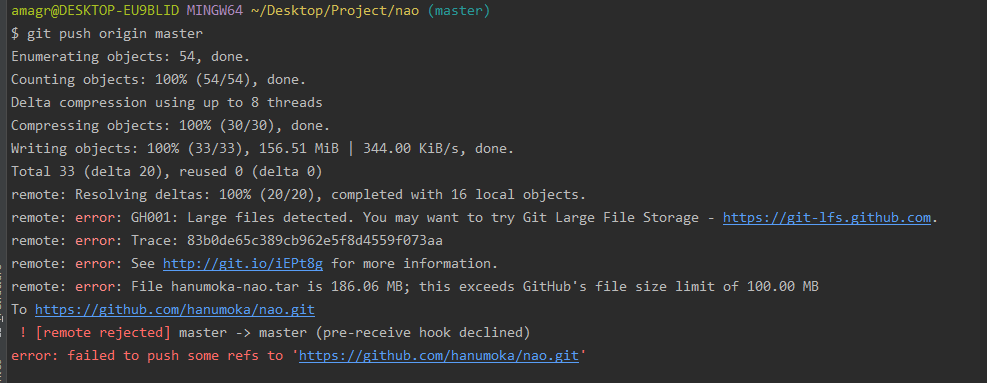 amagr@DESKTOP-EU9BLID MINGW64 ~/Desktop/Project/nao (master)
$ git push origin master
Enumerating objects: 54, done.
Counting objects: 100% (54/54), done.
Delta compression using up to 8 threads
Compressing objects: 100% (30/30), done.
Writing objects: 100% (33/33), 156.51 MiB | 344.00 KiB/s, done.
Total 33 (delta 20), reused 0 (delta 0)
remote: Resolving deltas: 100% (20/20), completed with 16 local objects.
remote: error: GH001: Large files detected. You may want to try Git Large File Storage - https://git-lfs.github.com.
remote: error: Trace: 83b0de65c389cb962e5f8d4559f073aa
remote: error: See http://git.io/iEPt8g for more information.
remote: error: File hanumoka-nao.tar is 186.06 MB; this exceeds GitHub's file size limit of 100.00 MB
To https://github.com/hanumoka/nao.git
! [remote rejected] master -> master (pre-receive hook declined)
error: failed to push some refs to 'https://github.com/hanumoka/nao.git'